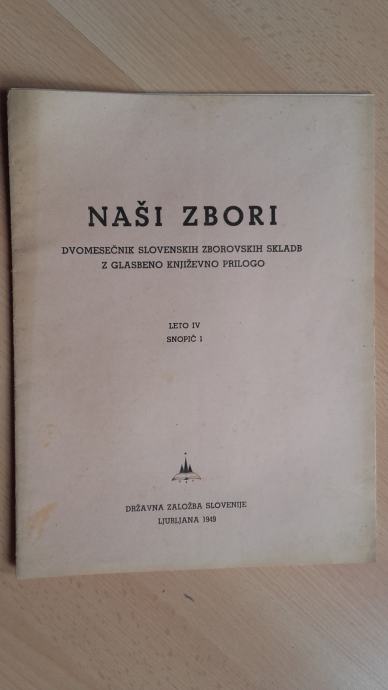 NAŠI ZBORI
DVOMESEČNIK SLOVENSKIH ZBOROVSKIH SKLADB
Z GLASBENO KNJIŽEVNO PRILOGO
LETO IV
SNOPIČ 1
DRŽAVNA ZALOŽBA SLOVENIJE
LJUBLJANA 1949